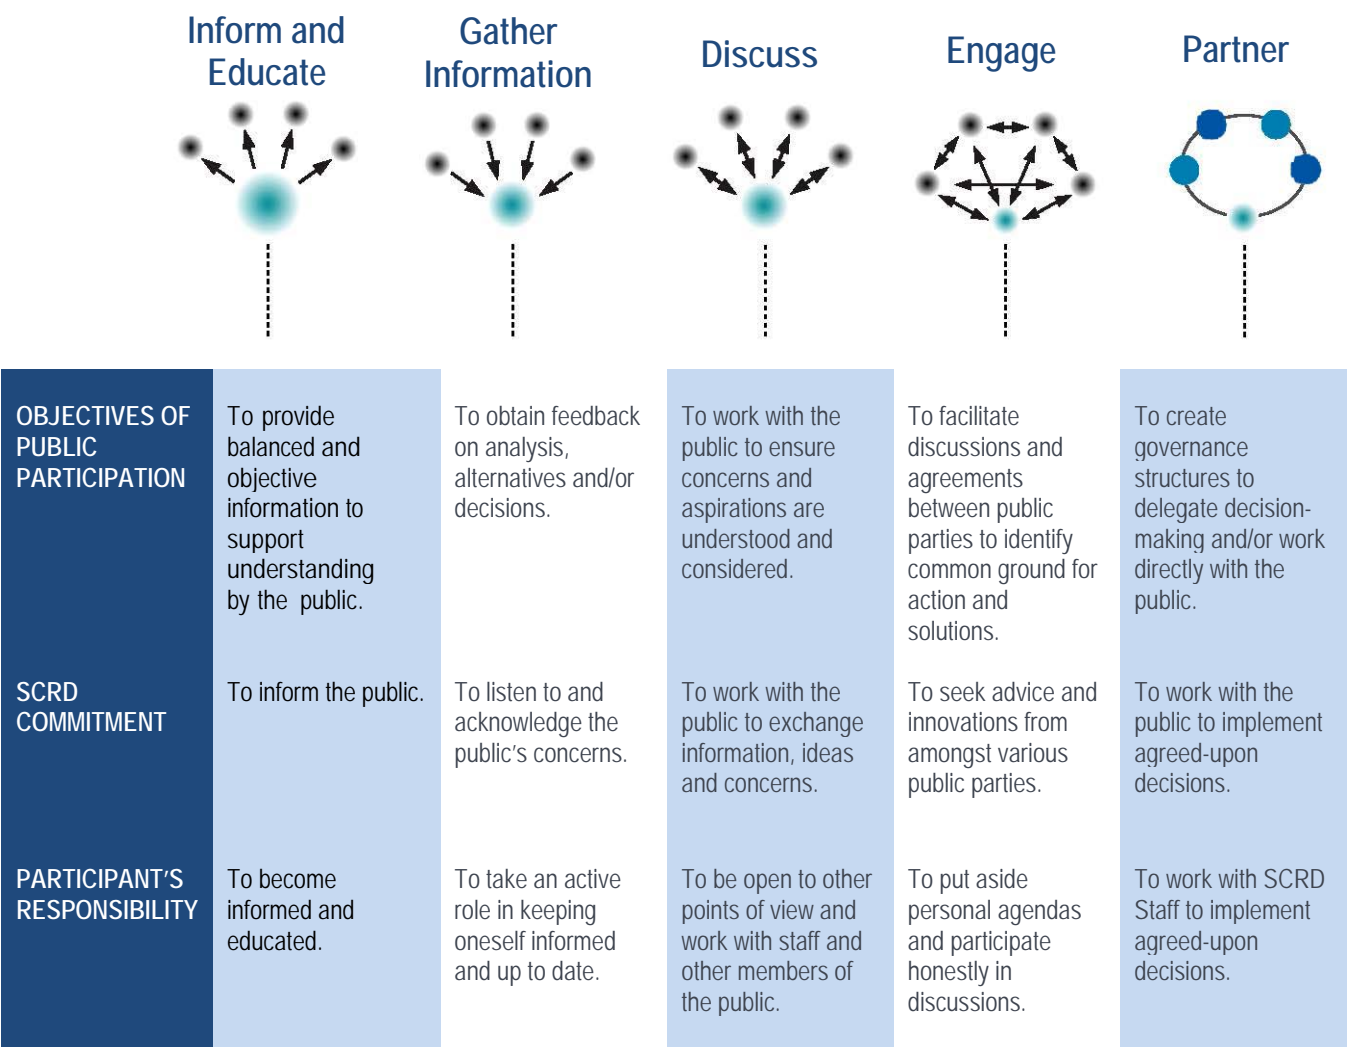 Inform and
Educate
Gather
Information
Discuss
Engage
Partner
OBJECTIVES OF
PUBLIC
PARTICIPATION
To provide
balanced and
objective
information to
support
understanding
by the public.
To obtain feedback
on analysis,
alternatives and/or
decisions.
To work with the
public to ensure
concerns and
aspirations are
understood and
considered.
To facilitate
discussions and
agreements
between public
parties to identify
common ground for
action and
solutions.
To create
governance
structures to
delegate decision-
making and/or work
directly with the
public.
SCRD
COMMITMENT
To inform the public.
To listen to and
acknowledge the
public's concerns.
To work with the
public to exchange
information, ideas
and concerns.
To seek advice and
innovations from
amongst various
public parties.
To work with the
public to implement
agreed-upon
decisions.
PARTICIPANT'S
RESPONSIBILITY
To become
informed and
educated.
To take an active
role in keeping
oneself informed
and up to date.
To be open to other
points of view and
work with staff and
other members of
the public.
To put aside
personal agendas
and participate
honestly in
discussions.
To work with SCRD
Staff to implement
agreed-upon
decisions.